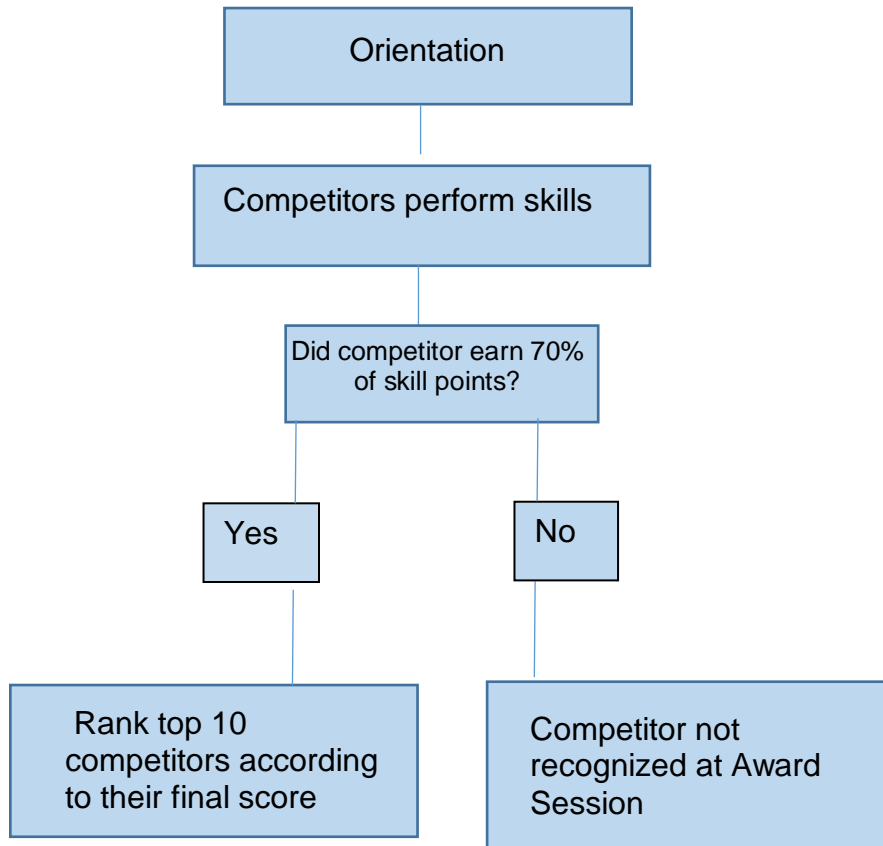 Orientation
Competitors perform skills
Did competitor earn 70%
of skill points?
Yes
No
Rank top 10
competitors according
to their final score
Competitor not
recognized at Award
Session